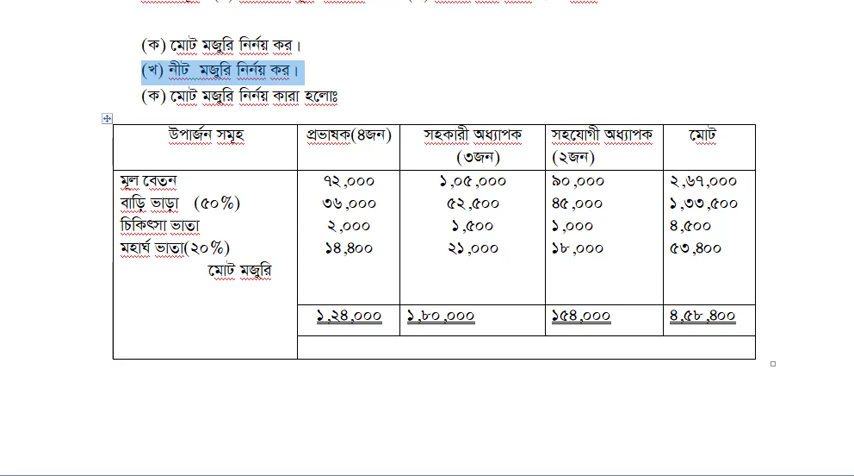 (ক) মোট মজুরি নির্নয় কর।
(খ) নীট মজুরি নির্নয় কর।
(ক) মোট মজুরি নির্নয় কারা হলোঃ
উপার্জন সমূহ প্রভাষক(৪জন) সহকারী অধ্যাপক (৩জন) সহযোগী অধ্যাপক (২জন) মোট
মূল বেতন ৭২,০০০ ১,০৫,০০০ ৯০,০০০ ২,৬৭,০০০
বাড়ি ভাড়া (৫০%) ৩৬,০০০ ৫২,৫০০ ৪৫,০০০ ১,৩৩,৫০০
চিকিৎসা ভাতা ২,০০০ ১,৫০০ ১,০০০ ৪,৫০০
মহার্ঘ ভাতা(২০%) ১৪,৪০০ ২১,০০০ ১৮,০০০ ৫৩,৪০০
মোট মজুরি
১,২৪,০০০ ১,৮০,০০০ ১৫৪,০০০ ৪,৫৮,৪০০